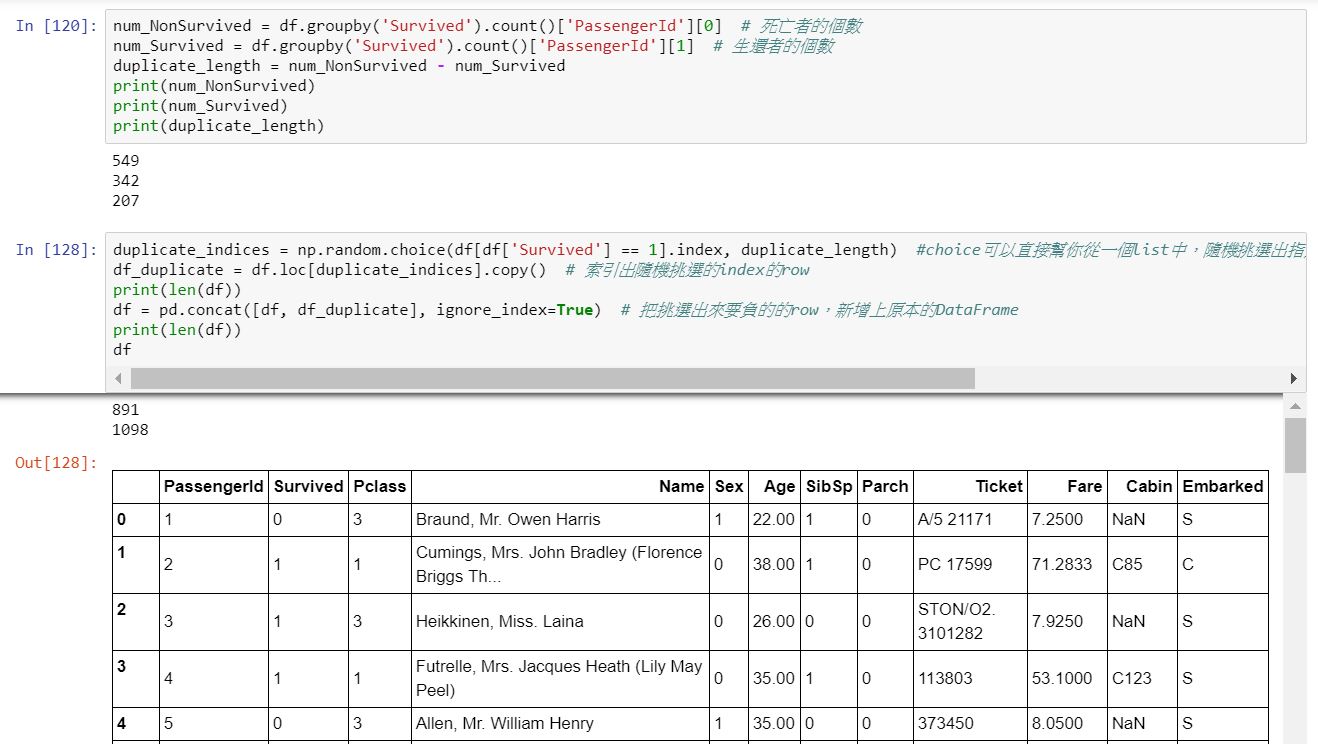 In [120]: num_NonSurvived = df.groupby('Survived').count()['PassengerId'][0]  # 死亡者的個數
num_Survived = df.groupby('Survived').count()['PassengerId'][1]  # 生還者的個數
duplicate_length = num_NonSurvived - num_Survived
print(num_NonSurvived)
print(num_Survived)
print(duplicate_length)
549
342
207
In [128]: duplicate_indices = np.random.choice(df[df['Survived'] == 1].index, duplicate_length)  #choice可以直接幫你從一個list中，隨機挑選出指
df_duplicate = df.loc[duplicate_indices].copy()  # 索引出隨機挑選的index的row
print(len(df))
df = pd.concat([df, df_duplicate], ignore_index=True)  # 把挑選出來要負的的row，新增上原本的DataFrame
print(len(df))
df
891
1098
Out[128]:
PassengerId Survived Pclass Name Sex Age SibSp Parch Ticket Fare Cabin Embarked
0 1 0 3 Braund, Mr. Owen Harris 1 22.00 1 0 A/5 21171 7.2500 NaN S
1 2 1 1 Cumings, Mrs. John Bradley (Florence Briggs Th... 0 38.00 1 0 PC 17599 71.2833 C85 C
2 3 1 3 Heikkinen, Miss. Laina 0 26.00 0 0 STON/O2. 3101282 7.9250 NaN S
3 4 1 1 Futrelle, Mrs. Jacques Heath (Lily May Peel) 0 35.00 1 0 113803 53.1000 C123 S
4 5 0 3 Allen, Mr. William Henry 1 35.00 0 0 373450 8.0500 NaN S